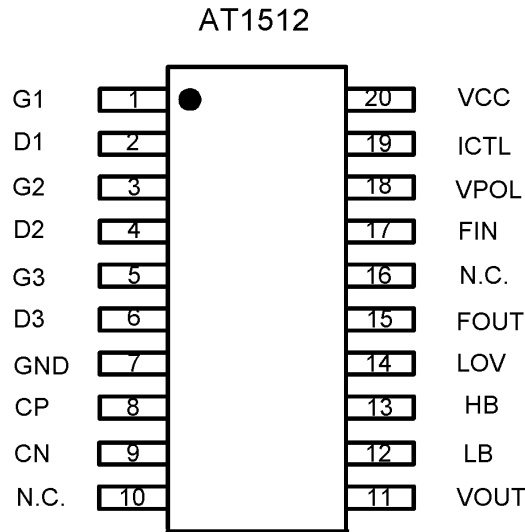 AT1512
G1 1 20 VCC
D1 2 19 ICTL
G2 3 18 VPOL
D2 4 17 FIN
G3 5 16 N.C.
D3 6 15 FOUT
GND 7 14 LOV
CP 8 13 HB
CN 9 12 LB
N.C. 10 11 VOUT